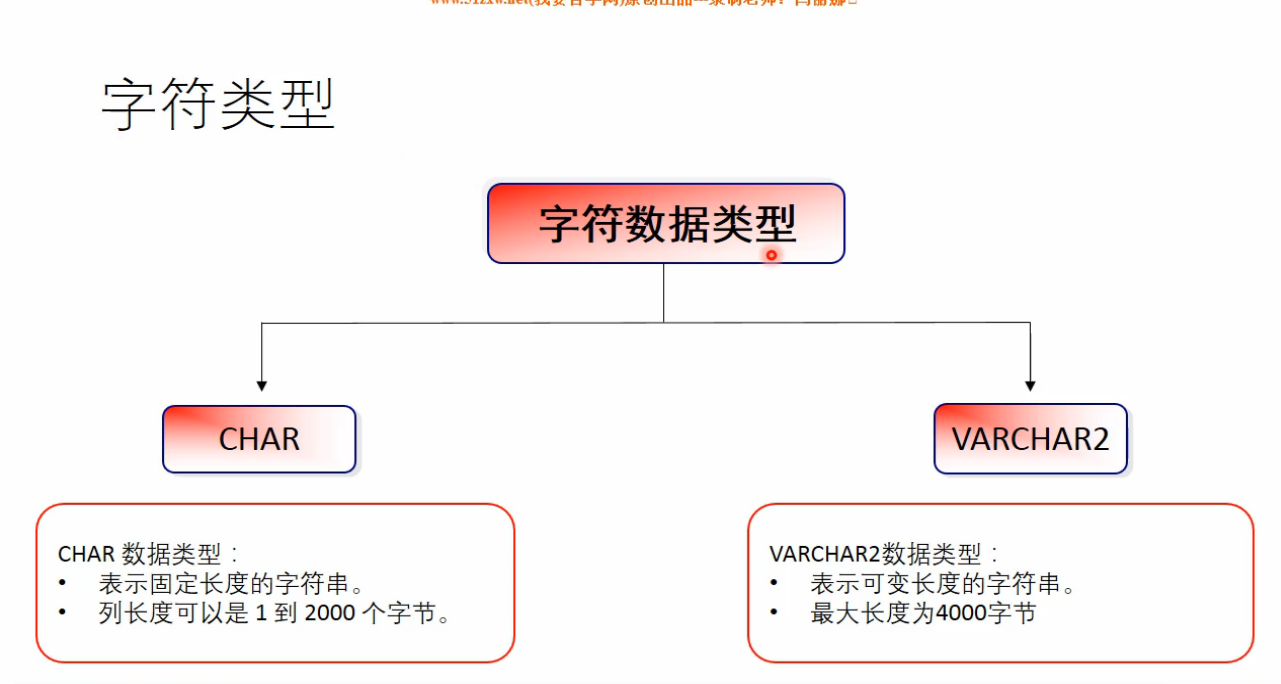 字符类型
字符数据类型
CHAR
VARCHAR2
CHAR 数据类型：
• 表示固定长度的字符串。
• 列长度可以是 1 到 2000 个字节。
VARCHAR2数据类型：
• 表示可变长度的字符串。
• 最大长度为4000字节